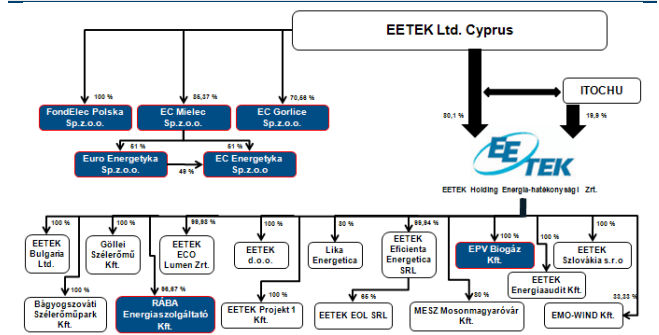 EETEK Ltd. Cyprus
ITOCHU
100 %
85,37 %
70,56 %
FondElec Polska
Sp.z.o.o.
EC Mielec
Sp.z.o.o.
EC Gorlice
Sp.z.o.o.
80,1 %
19,9 %
51 %
51 %
Euro Energetyka
Sp.z.o.o.
49 %
EC Energetyka
Sp.z.o.o
EE TEK
EETEK Holding Energia-hatékonysági Zrt.
100 %
100 %
99,98 %
100 %
80 %
99,94 %
100 %
100 %
100 %
EETEK
Bulgaria
Ltd.
Göllei
Szélerőmű
Kft.
EETEK
ECO
Lumen Zrt.
EETEK
d.o.o.
Lika
Energetica
EETEK
Eficienta
Energetica
SRL
EPV Biogáz
Kft.
EETEK
Szlovákia s.r.o
EETEK
Energiaaudit Kft.
100%
96,67 %
100 %
65 %
80 %
33,33 %
Bágyogszováti
Szélerőműpark
Kft.
RÁBA
Energiaszolgáltató
Kft.
EETEK Projekt 1
Kft.
EETEK EOL SRL
MESZ Mosonmagyaróvár
Kft.
EMO-WIND Kft.